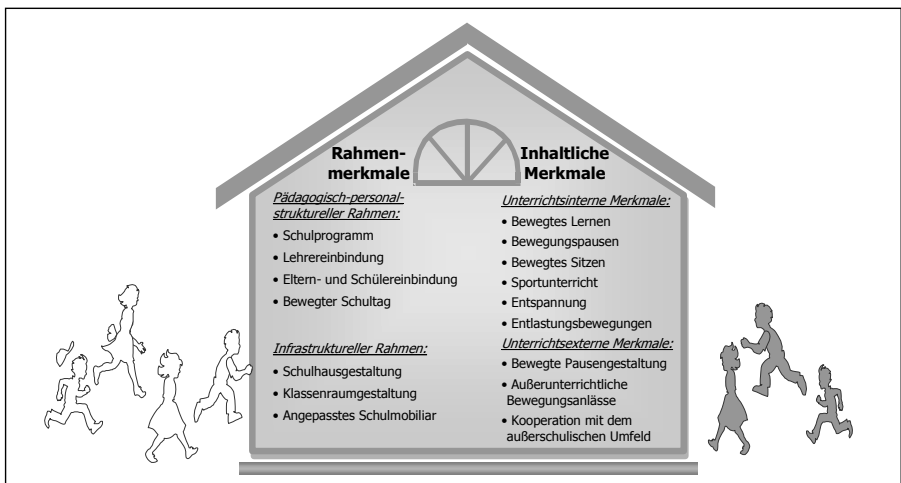 Rahmen-
merkmale
Pädagogisch-personal-
struktureller Rahmen:
• Schulprogramm
• Lehrereinbindung
• Eltern- und Schülereinbindung
• Bewegter Schultag
Infrastruktureller Rahmen:
• Schulhausgestaltung
• Klassenraumgestaltung
• Angepasstes Schulmobiliar
Inhaltliche
Merkmale
Unterrichtsinterne Merkmale:
• Bewegtes Lernen
• Bewegungspausen
• Bewegtes Sitzen
• Sportunterricht
• Entspannung
• Entlastungsbewegungen
Unterrichtsexterne Merkmale:
• Bewegte Pausengestaltung
• Außerunterrichtliche
Bewegungsanlässe
• Kooperation mit dem
außerschulischen Umfeld